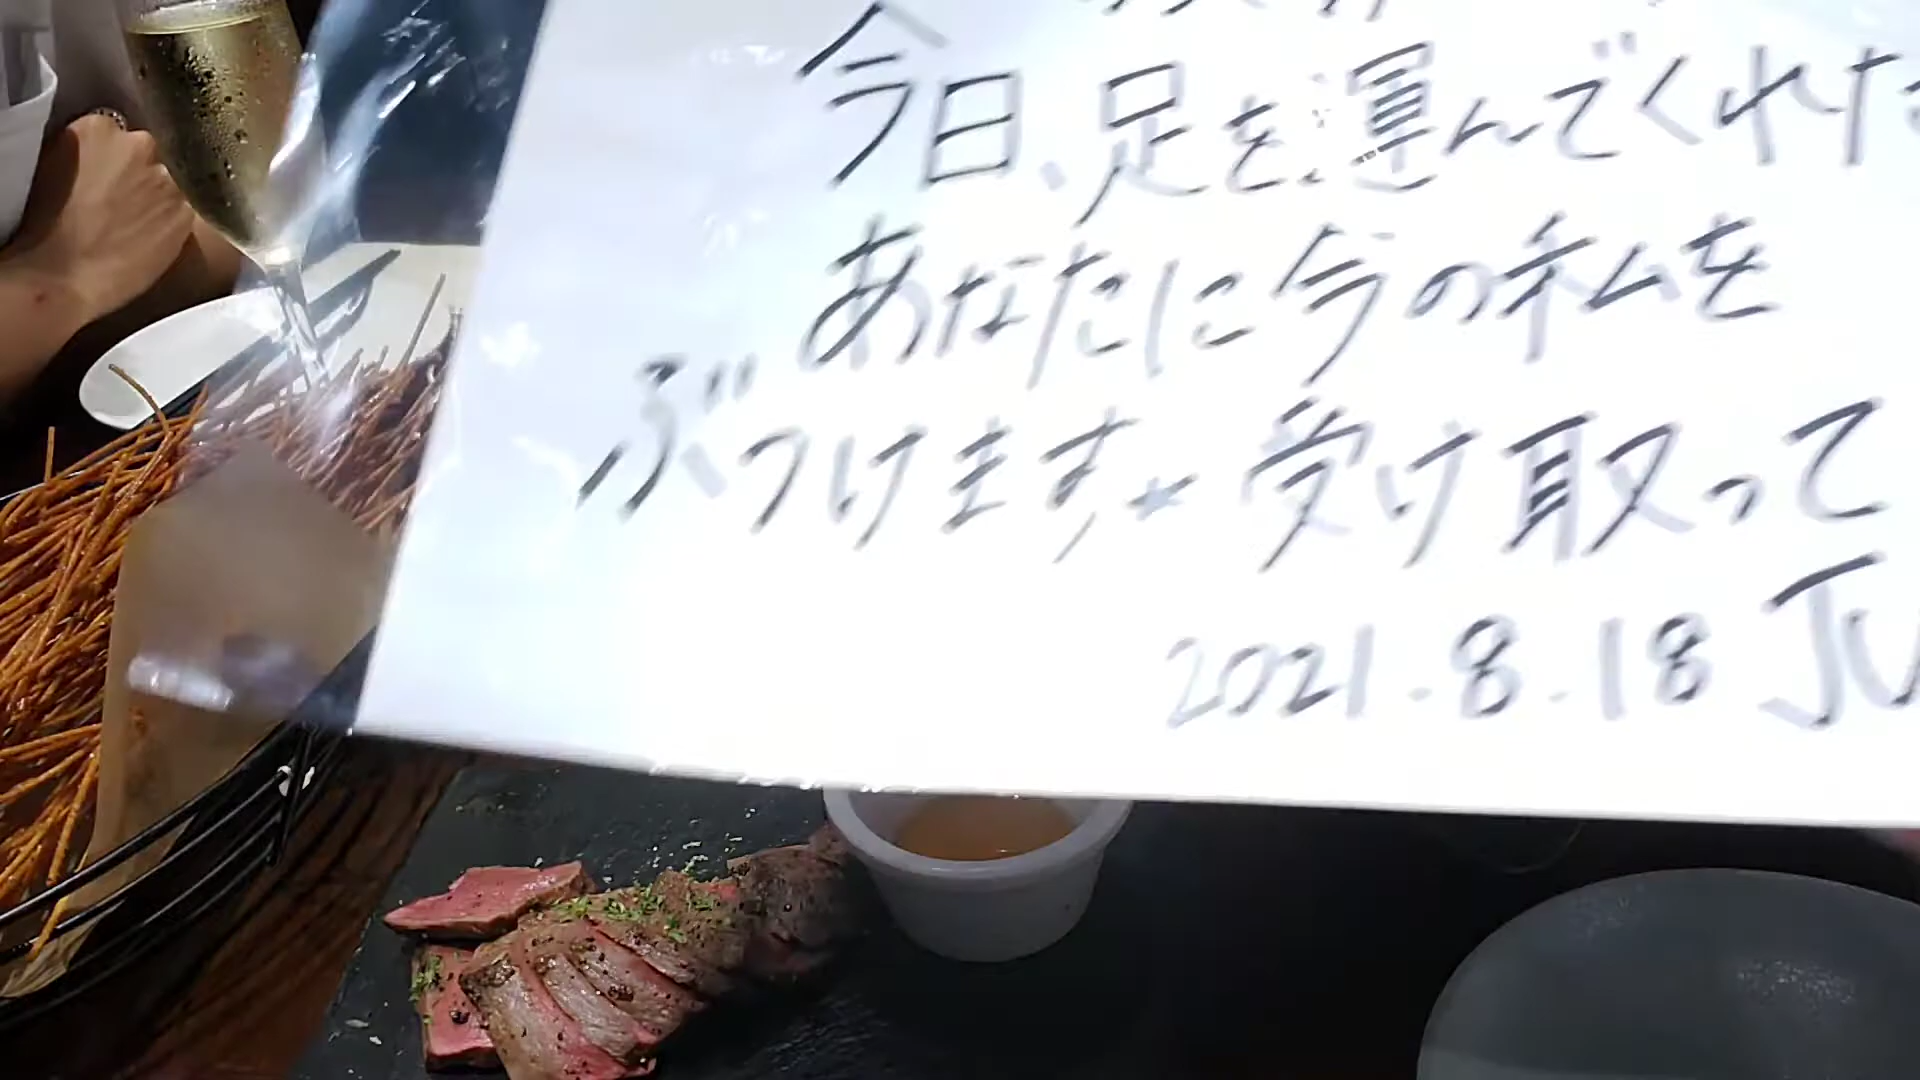 今日、足を運んでくれた
あなたに今の私を
ぶつけます★受け取って
2021.8.18 JU